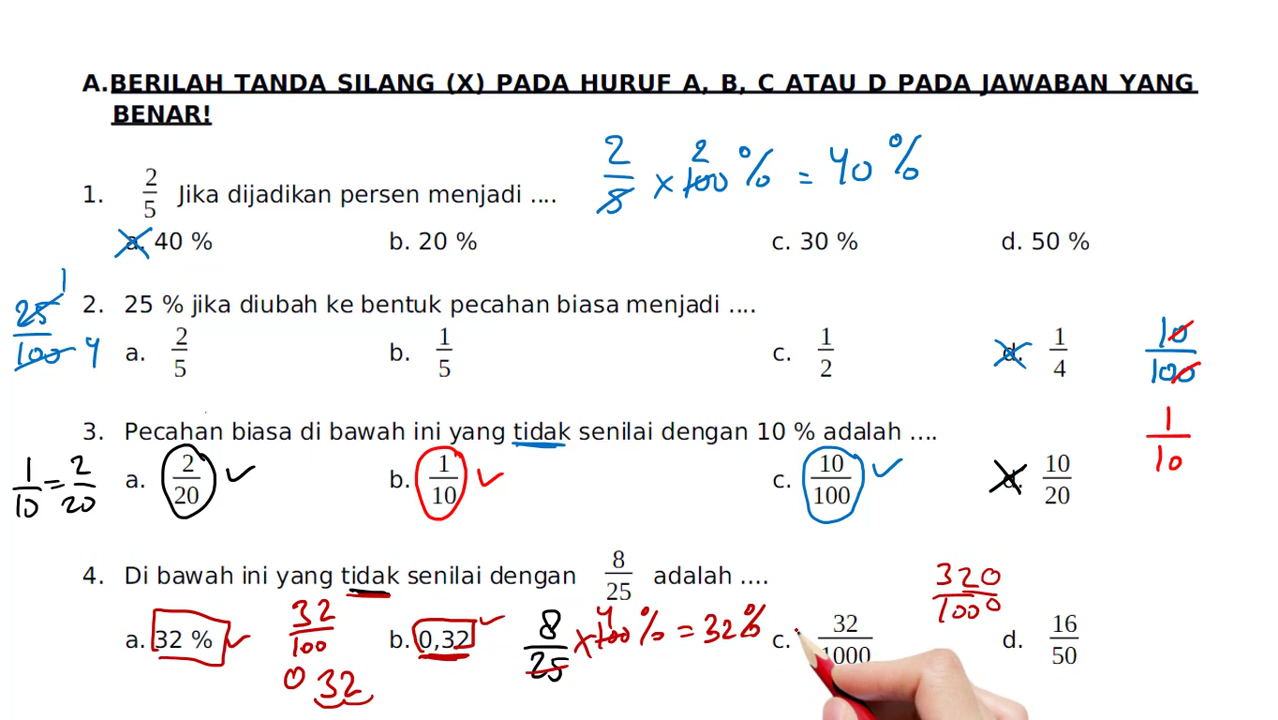 A. BERILAH TANDA SILANG (X) PADA HURUF A, B, C ATAU D PADA JAWABAN YANG
BENAR!
1. 2/5 Jika dijadikan persen menjadi ....
2/5 x 100 2 % = 40 %
a. 40 % b. 20 % c. 30 % d. 50 %
2. 25 % jika diubah ke bentuk pecahan biasa menjadi ....
25/100 1 4
a. 2/5 b. 1/5 c. 1/2 d. 1/4
10/100
1/10
3. Pecahan biasa di bawah ini yang tidak senilai dengan 10 % adalah ....
1/10 = 2/20
a. 2/20 b. 1/10 c. 10/100 d. 10/20
4. Di bawah ini yang tidak senilai dengan 8/25 adalah ....
320/1000
a. 32 % b. 0,32 c. 32/1000 d. 16/50
32/100
0 32
8/25 x 100 4 % = 32 %